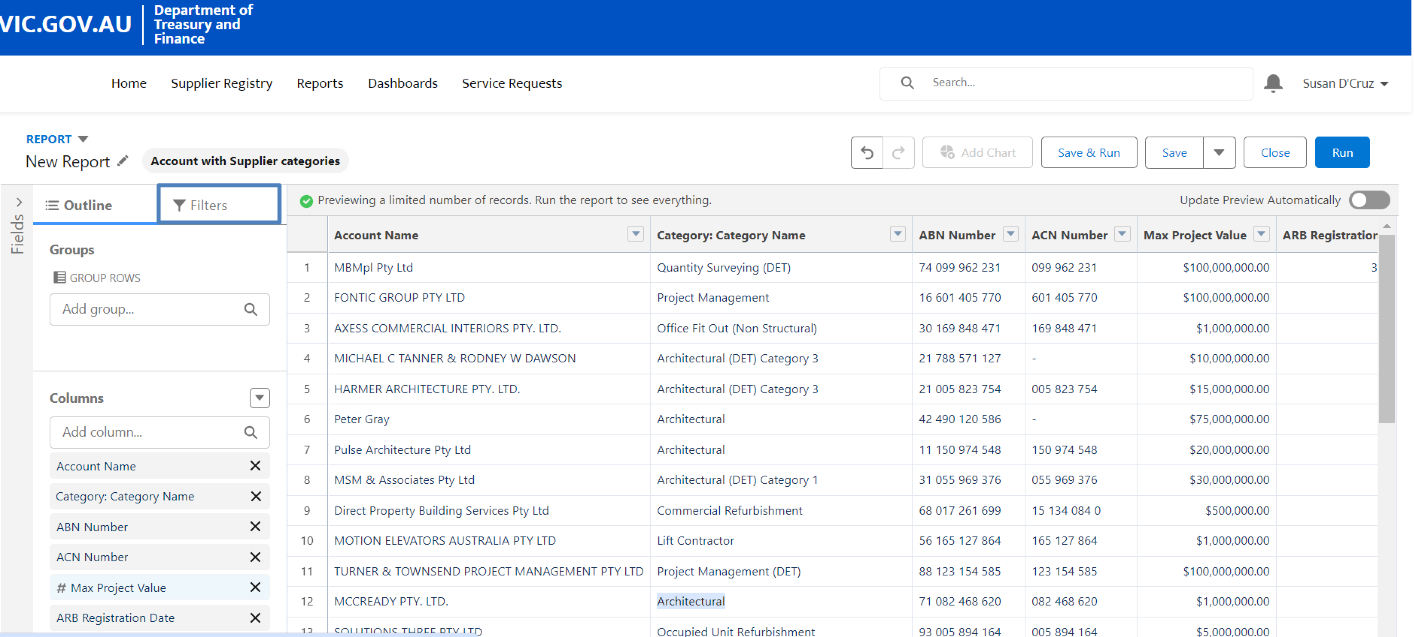 VIC.GOV.AU
Department of
Treasury and
Finance
Home Supplier Registry Reports Dashboards Service Requests Search... Susan D'Cruz
REPORT
New Report Account with Supplier categories Add Chart Save & Run Save Close Run
Fields
Outline Filters
Previewing a limited number of records. Run the report to see everything. Update Preview Automatically
Groups
GROUP ROWS
Add group...
Columns
Add column...
Account Name
Category: Category Name
ABN Number
ACN Number
# Max Project Value
ARB Registration Date
Account Name Category: Category Name ABN Number ACN Number Max Project Value ARB Registration
1 MBMpl Pty Ltd Quantity Surveying (DET) 74 099 962 231 099 962 231 $100,000,000.00 3
2 FONTIC GROUP PTY LTD Project Management 16 601 405 770 601 405 770 $100,000,000.00
3 AXESS COMMERCIAL INTERIORS PTY. LTD. Office Fit Out (Non Structural) 30 169 848 471 169 848 471 $1,000,000.00
4 MICHAEL C TANNER & RODNEY W DAWSON Architectural (DET) Category 3 21 788 571 127 - $10,000,000.00
5 HARMER ARCHITECTURE PTY. LTD. Architectural (DET) Category 3 21 005 823 754 005 823 754 $15,000,000.00
6 Peter Gray Architectural 42 490 120 586 - $75,000,000.00
7 Pulse Architecture Pty Ltd Architectural 11 150 974 548 150 974 548 $20,000,000.00
8 MSM & Associates Pty Ltd Architectural (DET) Category 1 31 055 969 376 055 969 376 $30,000,000.00
9 Direct Property Building Services Pty Ltd Commercial Refurbishment 68 017 261 699 15 134 084 0 $500,000.00
10 MOTION ELEVATORS AUSTRALIA PTY LTD Lift Contractor 56 165 127 864 165 127 864 $1,000,000.00
11 TURNER & TOWNSEND PROJECT MANAGEMENT PTY LTD Project Management (DET) 88 123 154 585 123 154 585 $100,000,000.00
12 MCCREADY PTY. LTD. Architectural 71 082 468 620 082 468 620 $1,000,000.00
13 SOLUTIONS THREE PTY LTD Occupied Unit Refurbishment 93 005 894 164 005 894 164 $5,000,000.00